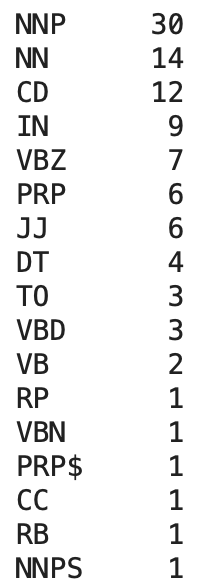 NNP 30
NN 14
CD 12
IN 9
VBZ 7
PRP 6
JJ 6
DT 4
TO 3
VBD 3
VB 2
RP 1
VBN 1
PRP$ 1
CC 1
RB 1
NNPS 1